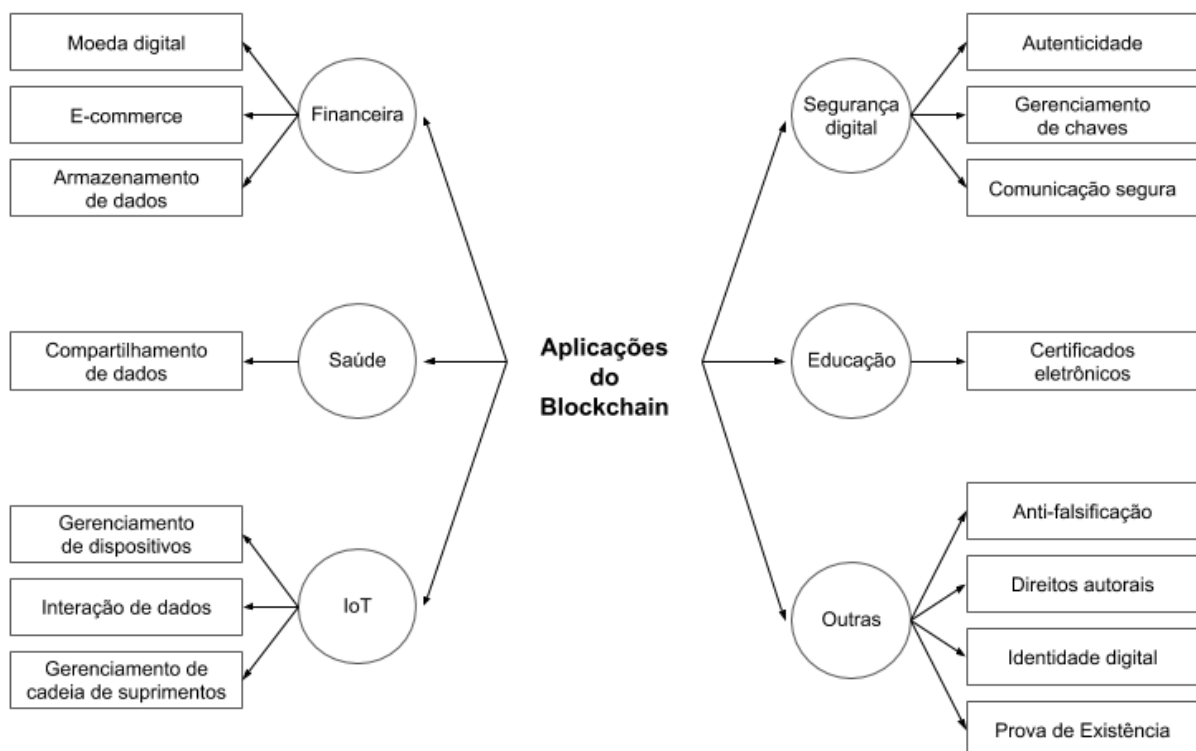 Moeda digital
E-commerce
Armazenamento
de dados
Financeira
Compartilhamento
de dados
Saúde
Gerenciamento
de dispositivos
Interação de dados
Gerenciamento de
cadeia de suprimentos
IoT
Aplicações
do
Blockchain
Segurança
digital
Autenticidade
Gerenciamento
de chaves
Comunicação segura
Educação
Certificados
eletrônicos
Outras
Anti-falsificação
Direitos autorais
Identidade digital
Prova de Existência